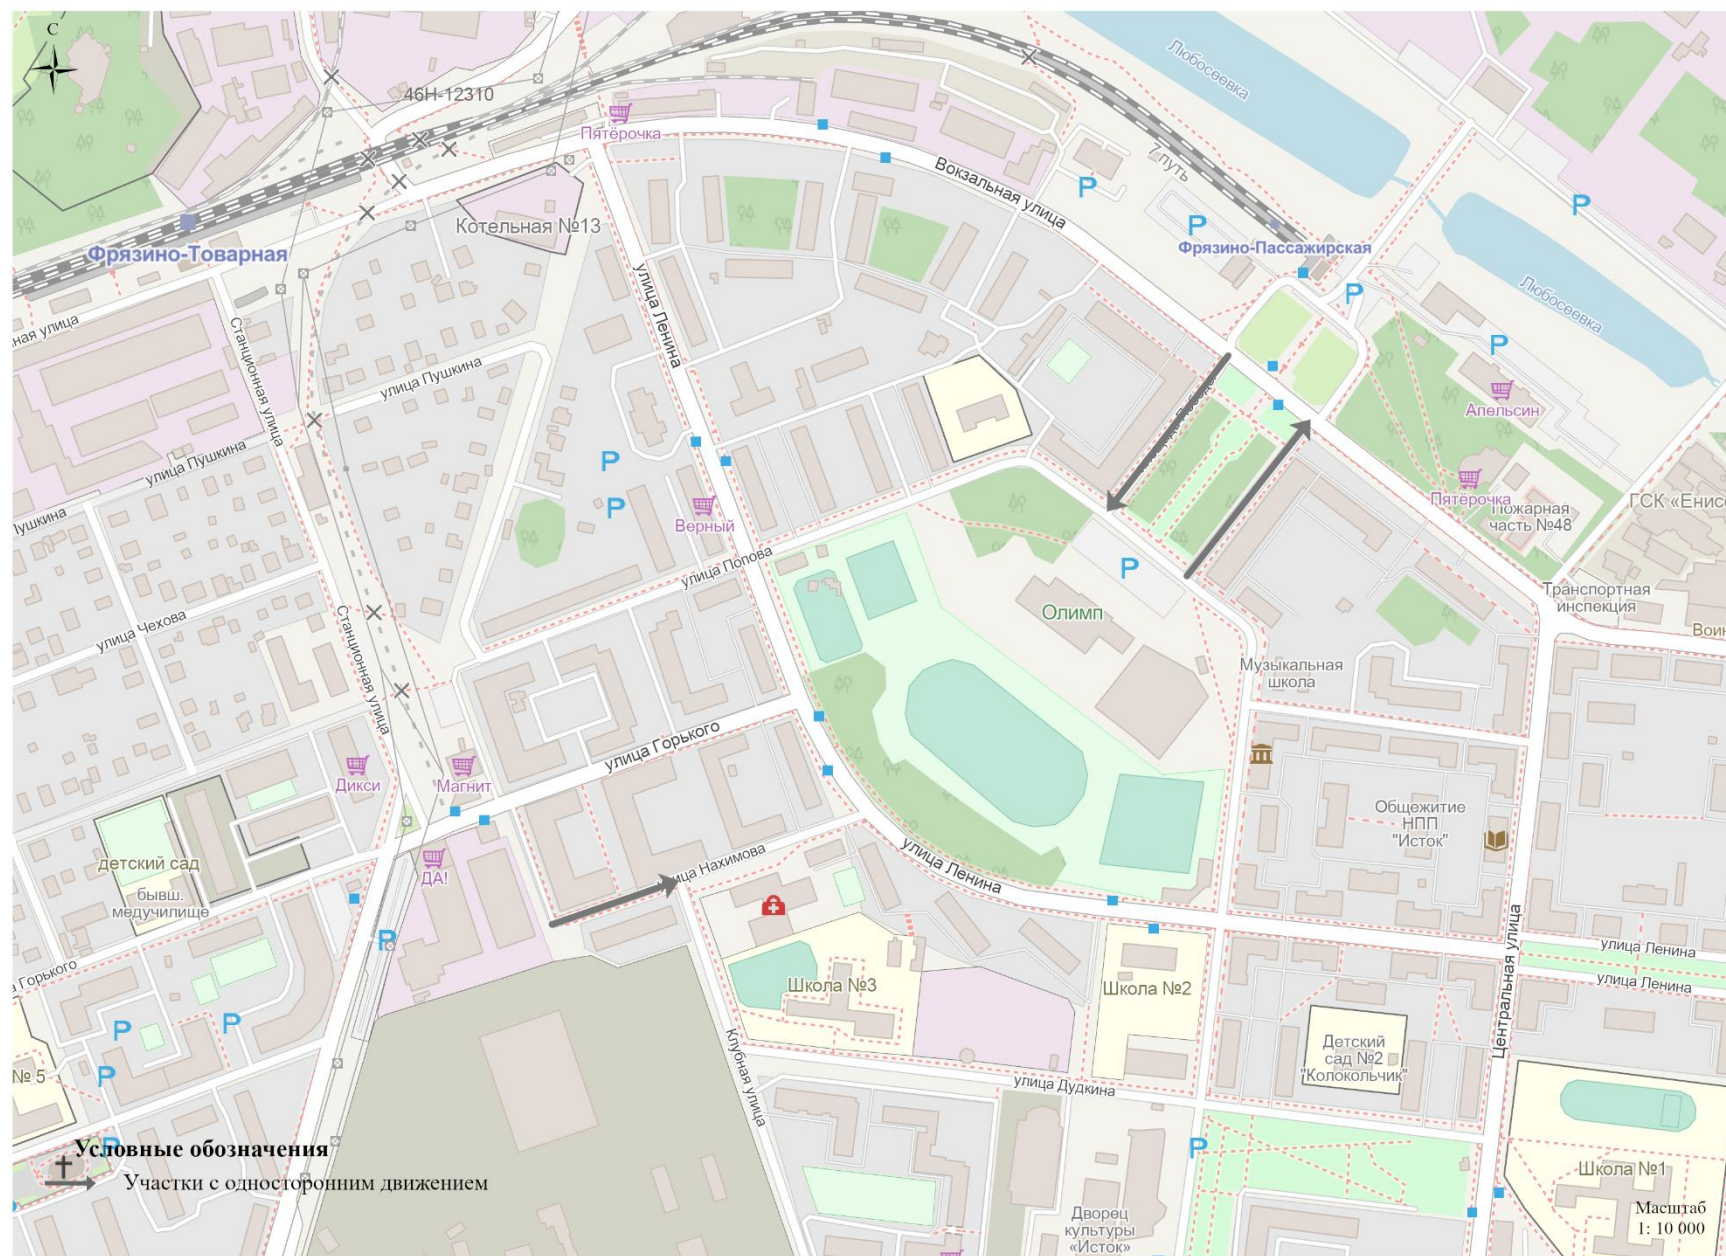 С
Любосеевка
46Н-12310
Пятёрочка
7 путь
Вокзальная улица
P
P
P
Котельная №13
Фрязино-Товарная
Фрязино-Пассажирская
P
Любосеевка
улица Ленина
Станционная улица
ная улица
P
улица Пушкина
Апельсин
улица Пушкина
P
Пушкина
P
Верный
Пятёрочка
Пожарная
часть №48
ГСК «Енисе
улица Попова
P
Транспортная
инспекция
улица Чехова
Станционная улица
Олимп
Воин
Музыкальная
школа
улица Горького
Дикси
Магнит
Общежитие
НПП
"Исток"
детский сад
ДА!
улица Нахимова
улица Ленина
бывш.
медучилище
P
улица Ленина
а Горького
улица Ленина
Школа №3
Школа №2
Центральная улица
P
P
Клубная улица
Детский
сад №2
"Колокольчик"
№ 5
P
улица Дудкина
P
P
Условные обозначения
Участки с односторонним движением
Школа №1
Дворец
культуры
«Исток»
Масштаб
1: 10 000